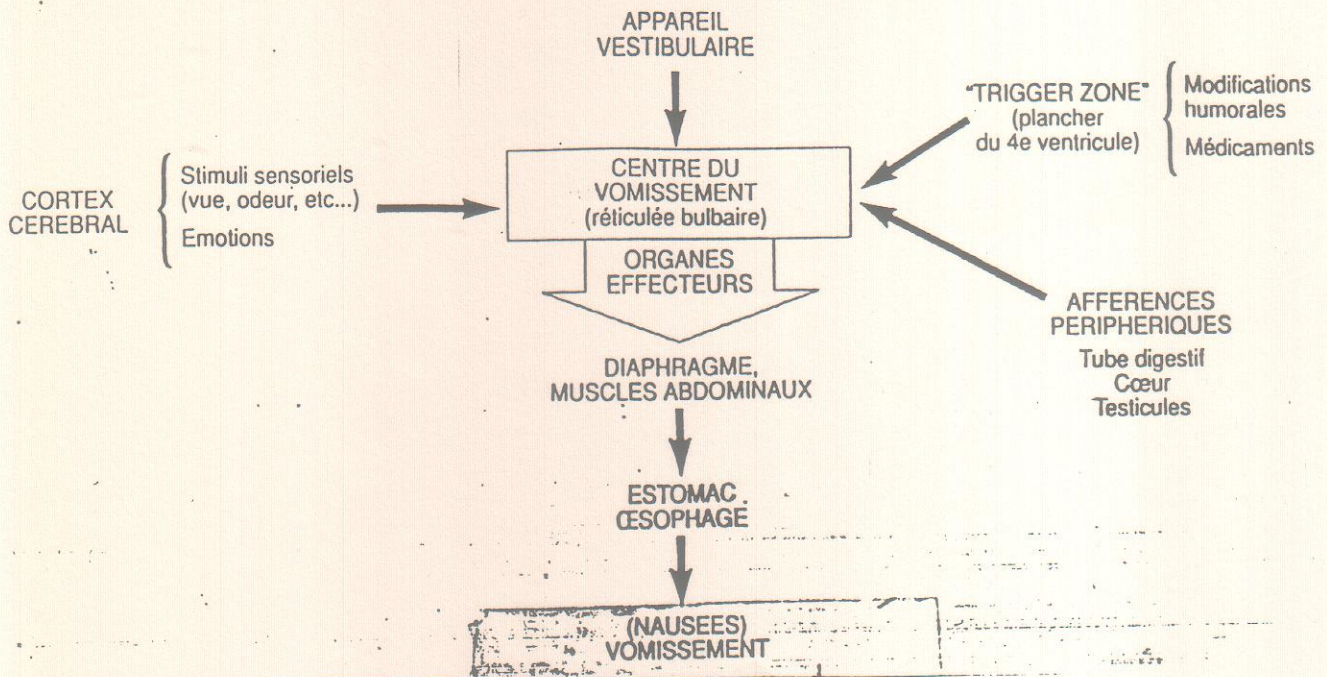 APPAREIL
VESTIBULAIRE
"TRIGGER ZONE"
(plancher
du 4e ventricule)
Modifications
humorales
Médicaments
CORTEX
CEREBRAL
Stimuli sensoriels
(vue, odeur, etc...)
Emotions
CENTRE DU
VOMISSEMENT
(réticulée bulbaire)
ORGANES
EFFECTEURS
AFFERENCES
PERIPHERIQUES
Tube digestif
Cœur
Testicules
DIAPHRAGME,
MUSCLES ABDOMINAUX
ESTOMAC
ŒSOPHAGE
(NAUSEES)
VOMISSEMENT